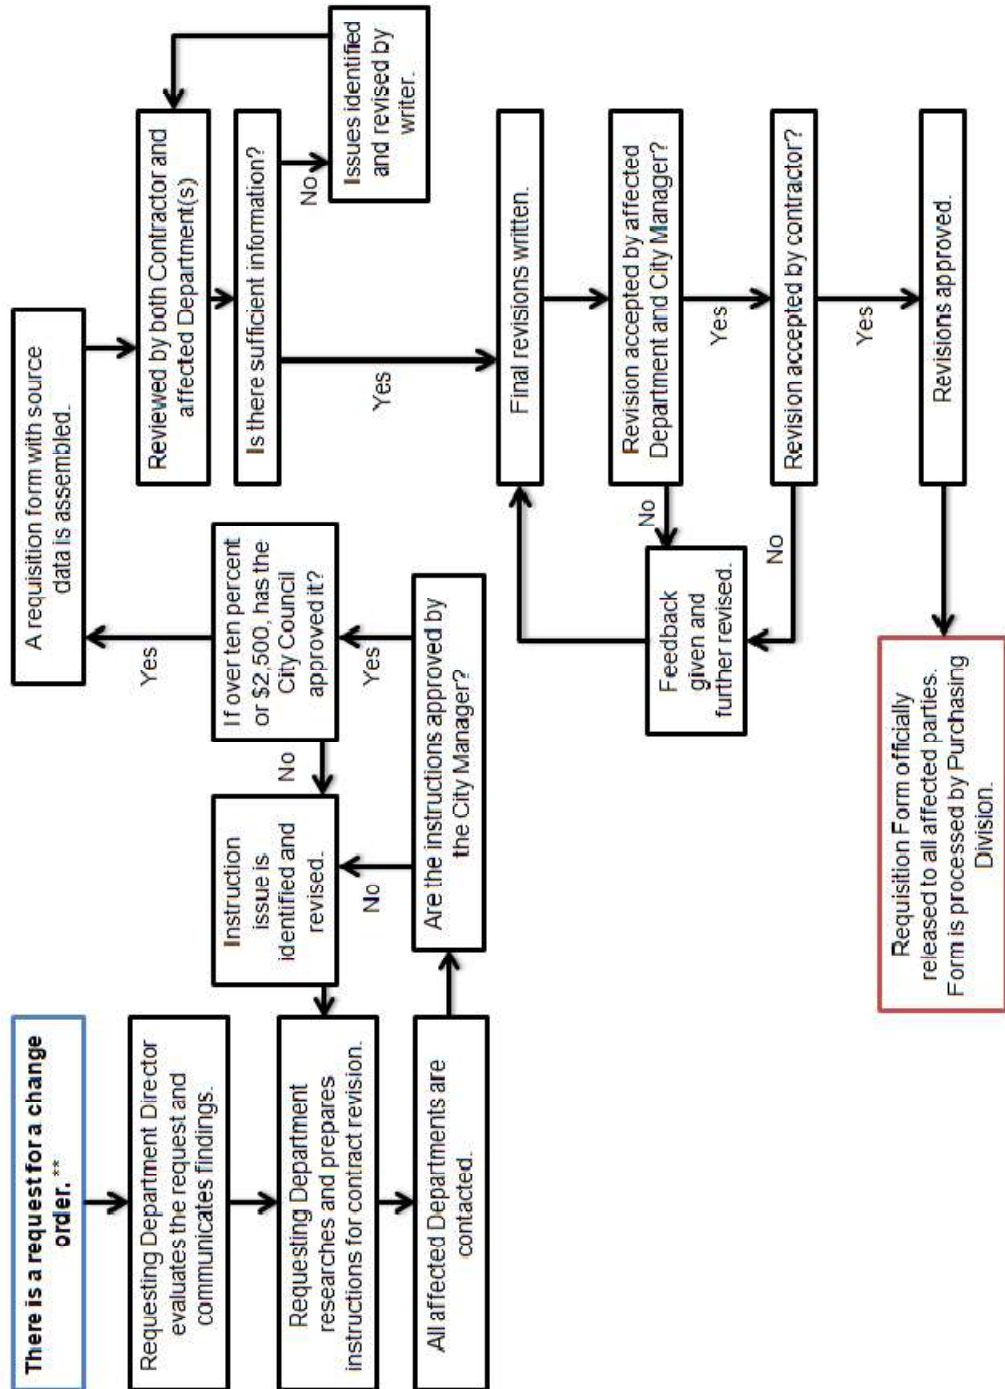 There is a request for a change
order. **
Requesting Department Director
evaluates the request and
communicates findings.
Requesting Department
researches and prepares
instructions for contract revision.
All affected Departments are
contacted.
Are the instructions approved by
the City Manager?
No
Yes
Instruction
issue is
identified and
revised.
No
If over ten percent
or $2,500, has the
City Council
approved it?
Yes
A requisition form with source
data is assembled.
Reviewed by both Contractor and
affected Department(s)
Is there sufficient information?
No
Issues identified
and revised by
writer.
Yes
Final revisions written.
Revision accepted by affected
Department and City Manager?
No
Yes
Feedback
given and
further revised.
Revision accepted by contractor?
No
Yes
Revisions approved.
Requisition Form officially
released to all affected parties.
Form is processed by Purchasing
Division.